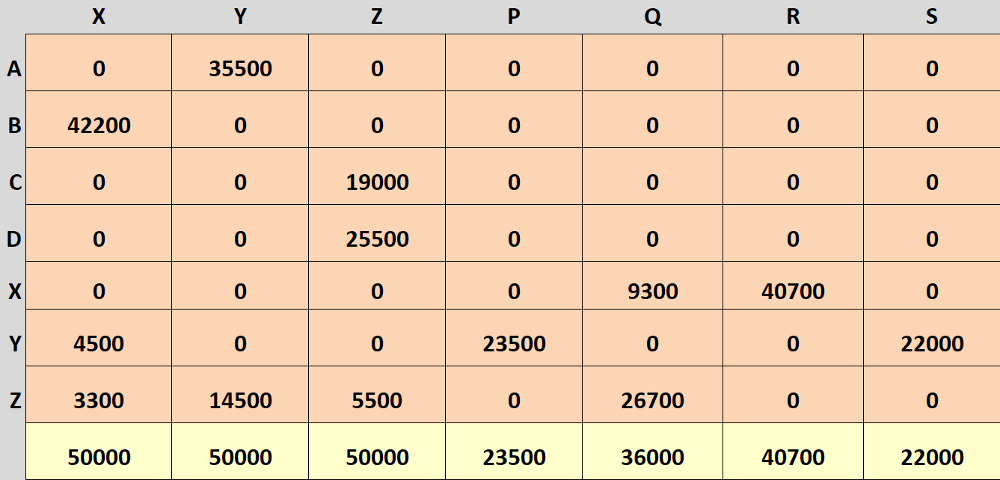 X Y Z P Q R S
A 0 35500 0 0 0 0 0
B 42200 0 0 0 0 0 0
C 0 0 19000 0 0 0 0
D 0 0 25500 0 0 0 0
X 0 0 0 0 9300 40700 0
Y 4500 0 0 23500 0 0 22000
Z 3300 14500 5500 0 26700 0 0
50000 50000 50000 23500 36000 40700 22000